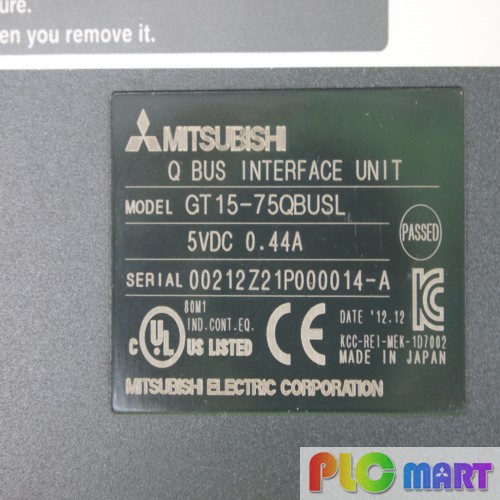 ure.
en you remove it.
MITSUBISHI
Q BUS INTERFACE UNIT
MODEL GT15-75QBUSL
5VDC 0.44A
PASSED
SERIAL 00212Z21P000014-A
80M1
IND.CONT.EQ.
C UL US LISTED
CE
DATE '12.12
KCC-REI-MEK-1D7002
MADE IN JAPAN
MITSUBISHI ELECTRIC CORPORATION
PLC mart